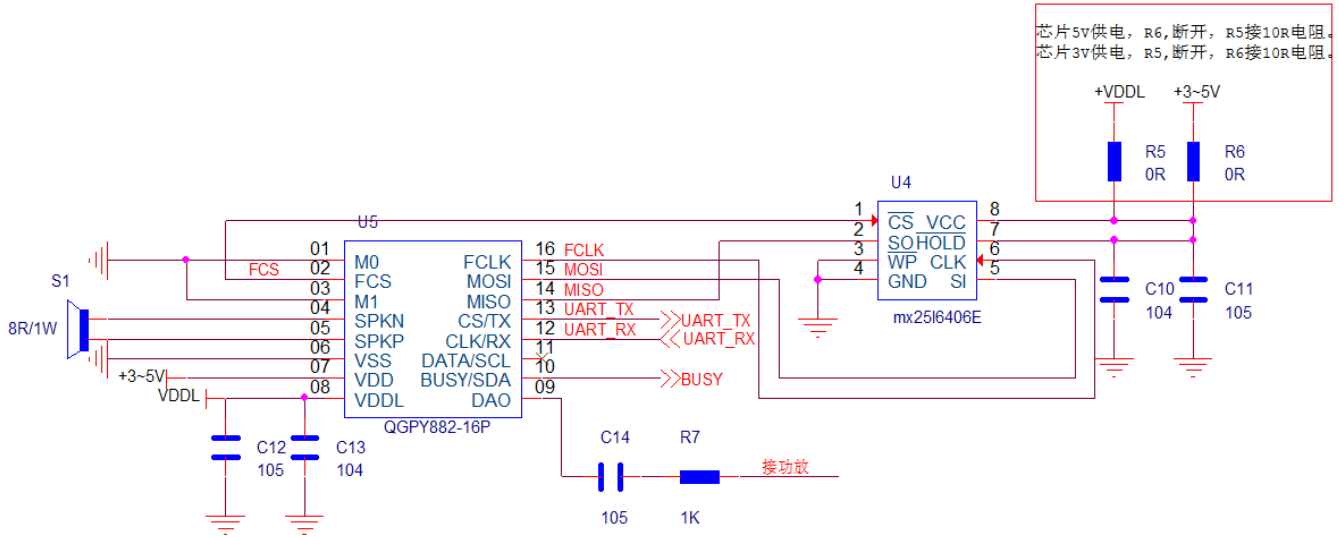 芯片5V供电，R6,断开，R5接10R电阻。
芯片3V供电，R5,断开，R6接10R电阻。
+VDDL
+3~5V
R5
0R
R6
0R
U4
1
CS
VCC
8
2
SO
HOLD
7
3
WP
CLK
6
4
GND
SI
5
mx25l6406E
C10
104
C11
105
U5
01
M0
FCLK
16
FCLK
FCS
02
FCS
MOSI
15
MOSI
03
M1
MISO
14
MISO
S1
8R/1W
04
SPKN
CS/TX
13
UART_TX
UART_TX
05
SPKP
CLK/RX
12
UART_RX
UART_RX
06
VSS
DATA/SCL
11
+3~5V
07
VDD
BUSY/SDA
10
BUSY
VDDL
08
VDDL
DAO
09
QGPY882-16P
C12
105
C13
104
C14
105
R7
1K
接功放